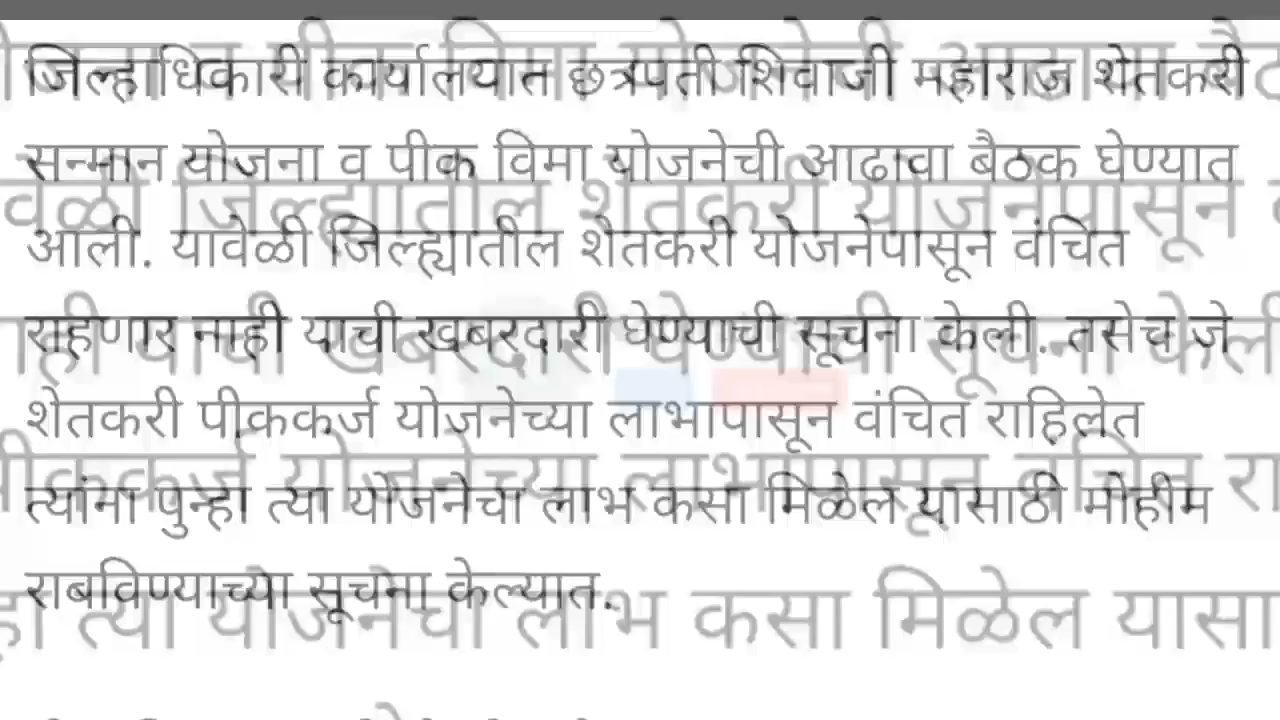 जिल्हाधिकारी कार्यालयात छत्रपती शिवाजी महाराज शेतकरी
सन्मान योजना व पीक विमा योजनेची आढावा बैठक घेण्यात
आली. यावेळी जिल्ह्यातील शेतकरी योजनेपासून वंचित
राहीणार नाही याची खबरदारी घेण्याची सूचना केली. तसेच जे
शेतकरी पीककर्ज योजनेच्या लाभापासून वंचित राहिलेत
त्यांना पुन्हा त्या योजनेचा लाभ कसा मिळेल यासाठी मोहीम
राबविण्याच्या सूचना केल्यात.